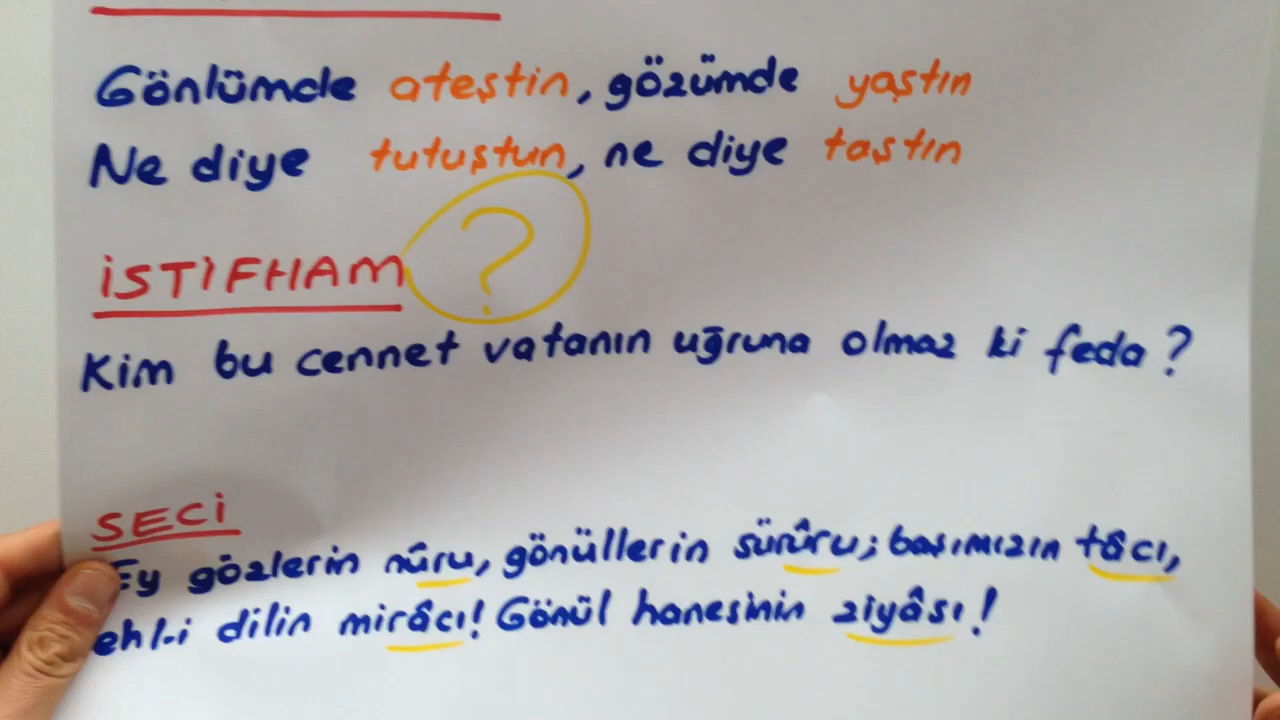 Gönlümde ateştin, gözümde yaştın
Ne diye tutuştun, ne diye taştın
İSTİFHAM ?
Kim bu cennet vatanın uğruna olmaz ki feda?
SECİ
Ey gözlerin nûru, gönüllerin sürûru; başımızın tâcı,
ehl-i dilin mirâcı! Gönül hanesinin ziyâsı!